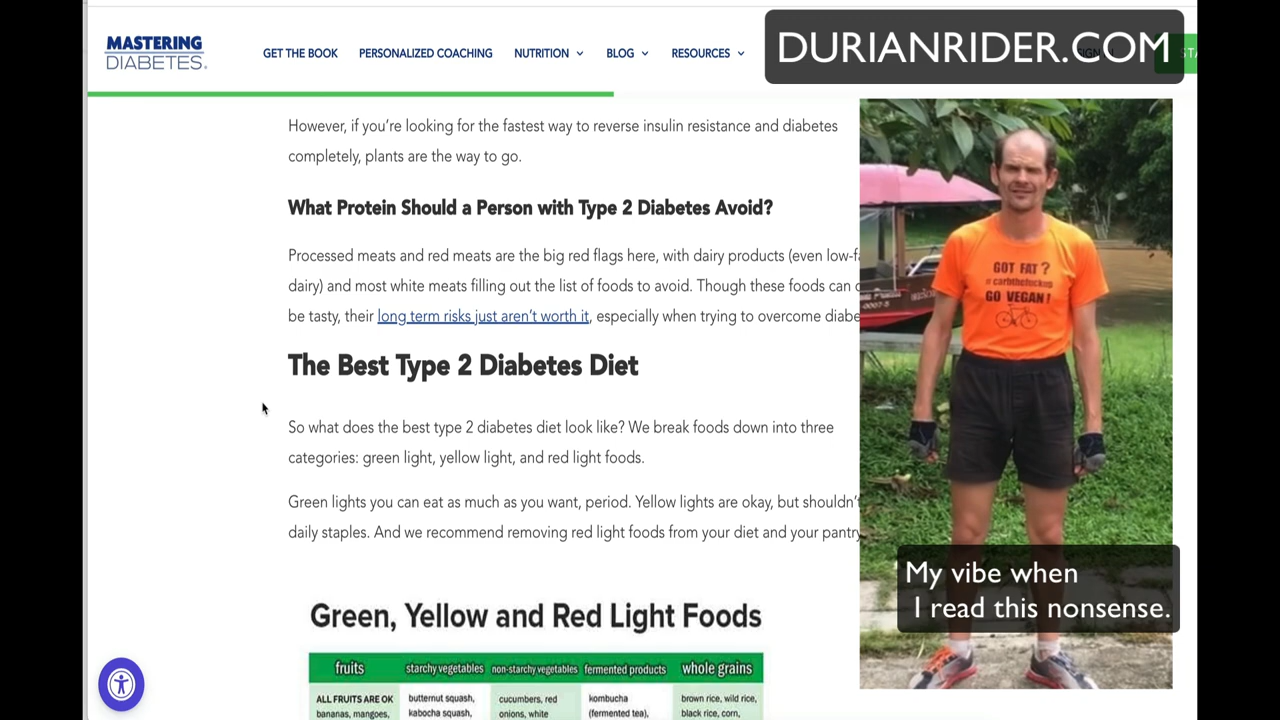 MASTERING
DIABETES®
GET THE BOOK
PERSONALIZED COACHING
NUTRITION
BLOG
RESOURCES
DURIANRIDER.COM
STA
However, if you’re looking for the fastest way to reverse insulin resistance and diabetes
completely, plants are the way to go.
What Protein Should a Person with Type 2 Diabetes Avoid?
Processed meats and red meats are the big red flags here, with dairy products (even low-fa
dairy) and most white meats filling out the list of foods to avoid. Though these foods can
be tasty, their long term risks just aren’t worth it, especially when trying to overcome diabe
The Best Type 2 Diabetes Diet
So what does the best type 2 diabetes diet look like? We break foods down into three
categories: green light, yellow light, and red light foods.
Green lights you can eat as much as you want, period. Yellow lights are okay, but shouldn’t
daily staples. And we recommend removing red light foods from your diet and your pantry
Green, Yellow and Red Light Foods
fruits
starchy vegetables
non-starchy vegetables
fermented products
whole grains
ALL FRUITS ARE OK
bananas, mangoes,
butternut squash,
kabocha squash,
cucumbers, red
onions, white
kombucha
(fermented tea),
brown rice, wild rice,
black rice, corn,
GOT FAT?
#carbthefuckup
GO VEGAN!
My vibe when
I read this nonsense.